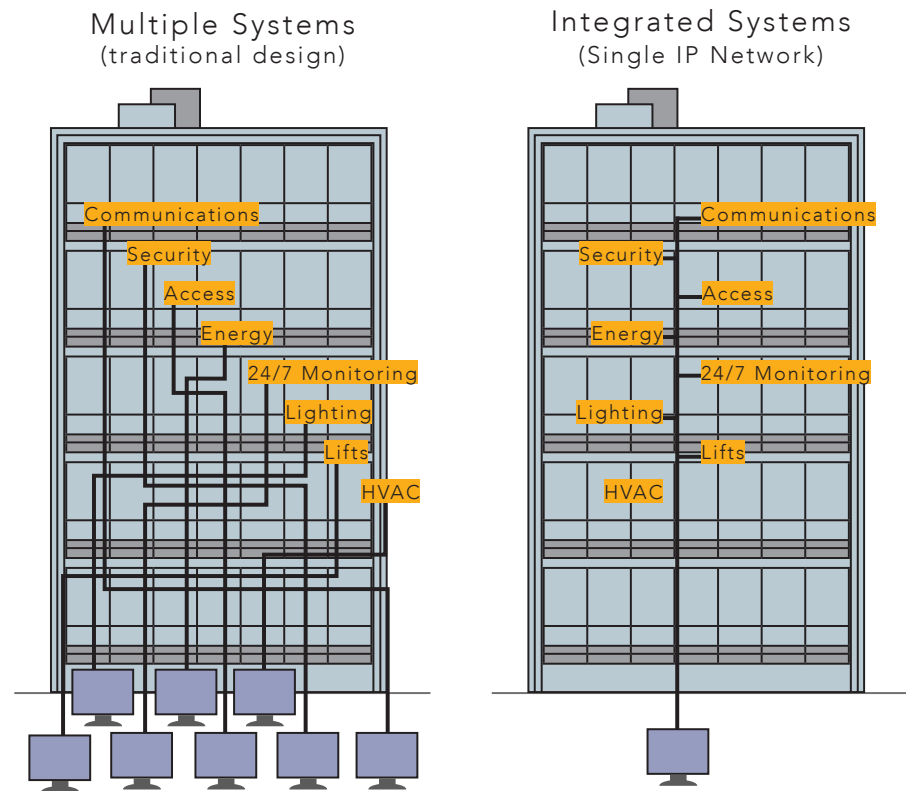 Multiple Systems
(traditional design)
Communications
Security
Access
Energy
24/7 Monitoring
Lighting
Lifts
HVAC
Integrated Systems
(Single IP Network)
Communications
Security
Access
Energy
24/7 Monitoring
Lighting
Lifts
HVAC